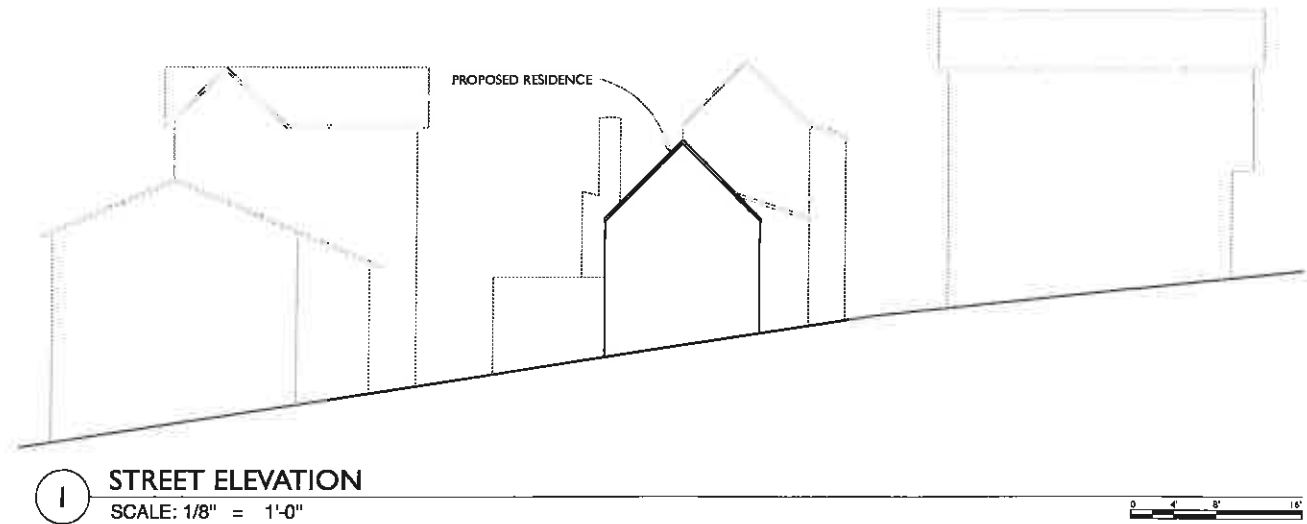 PROPOSED RESIDENCE
1 STREET ELEVATION
SCALE: 1/8" = 1'-0"
0 4' 8' 16'